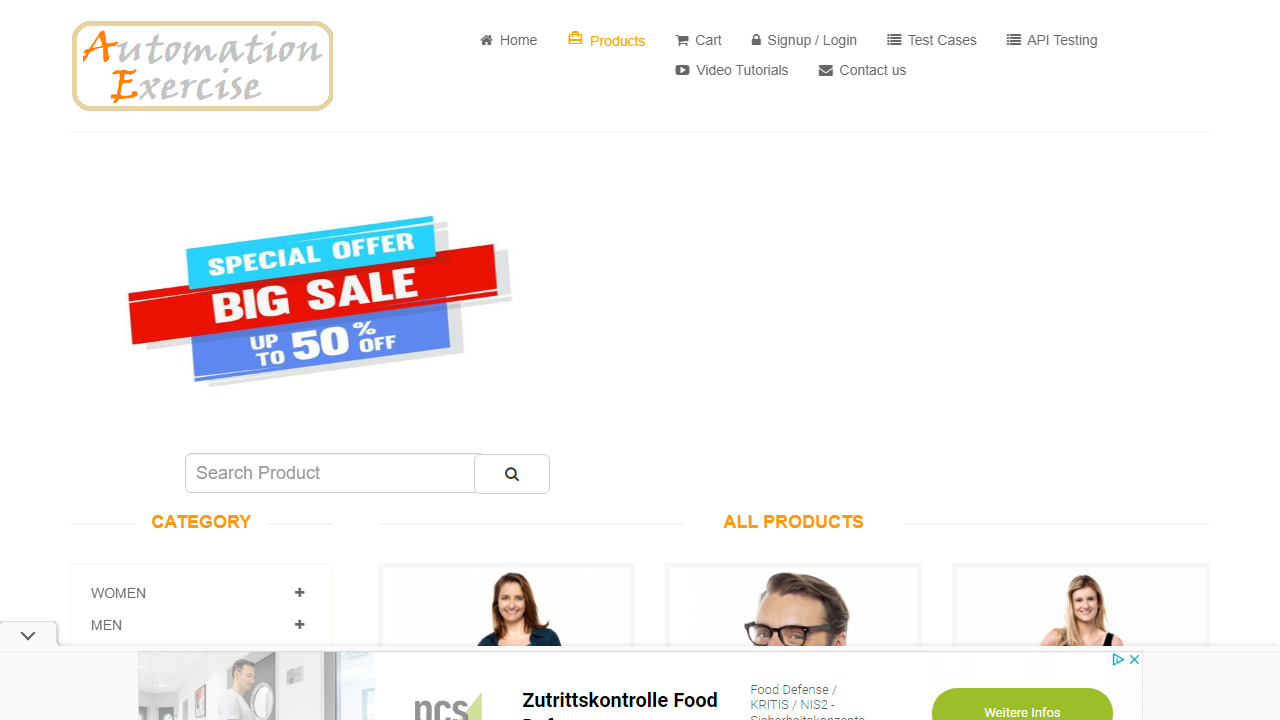 Automation
Exercise
Home
Products
Cart
Signup / Login
Test Cases
API Testing
Video Tutorials
Contact us
SPECIAL OFFER
BIG SALE
UP TO 50% OFF
Search Product
CATEGORY
ALL PRODUCTS
WOMEN
MEN
ncs
Zutrittskontrolle Food
Food Defense /
KRITIS / NIS2 -
Sicherheitskonzepte
Weitere Infos